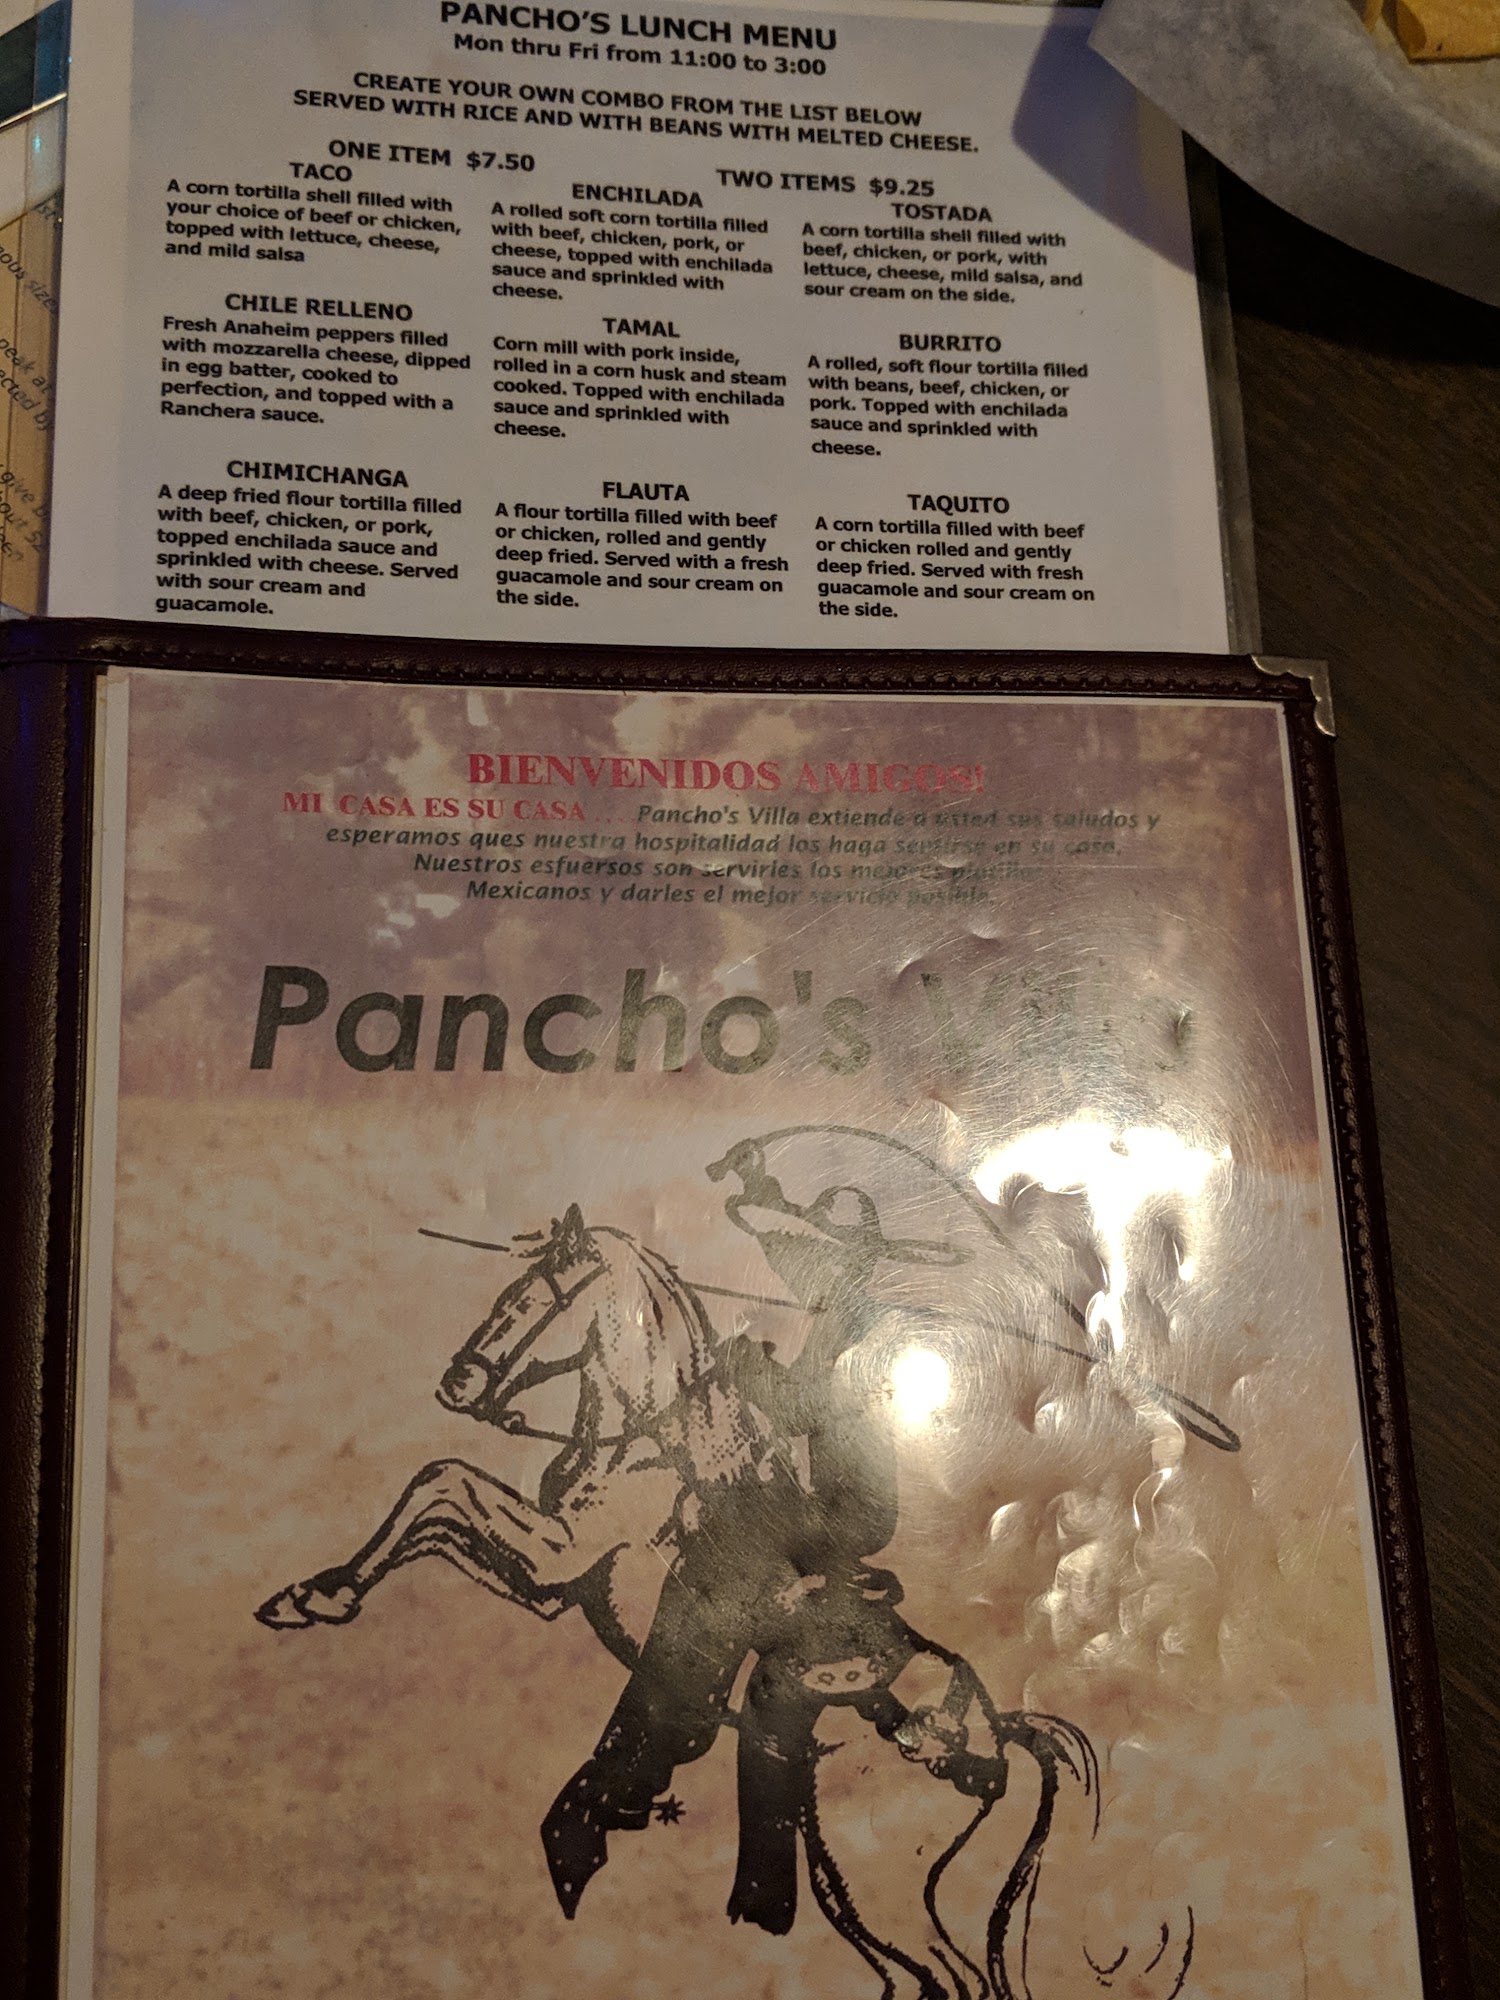 PANCHO'S LUNCH MENU
Mon thru Fri from 11:00 to 3:00
CREATE YOUR OWN COMBO FROM THE LIST BELOW
SERVED WITH RICE AND WITH BEANS WITH MELTED CHEESE.
ONE ITEM $7.50
TWO ITEMS $9.25
TACO
A corn tortilla shell filled with
your choice of beef or chicken,
topped with lettuce, cheese,
and mild salsa
ENCHILADA
A rolled soft corn tortilla filled
with beef, chicken, pork, or
cheese, topped with enchilada
sauce and sprinkled with
cheese.
TOSTADA
A corn tortilla shell filled with
beef, chicken, or pork, with
lettuce, cheese, mild salsa, and
sour cream on the side.
CHILE RELLENO
Fresh Anaheim peppers filled
with mozzarella cheese, dipped
in egg batter, cooked to
perfection, and topped with a
Ranchera sauce.
TAMAL
Corn mill with pork inside,
rolled in a corn husk and steam
cooked. Topped with enchilada
sauce and sprinkled with
cheese.
BURRITO
A rolled, soft flour tortilla filled
with beans, beef, chicken, or
pork. Topped with enchilada
sauce and sprinkled with
cheese.
CHIMICHANGA
A deep fried flour tortilla filled
with beef, chicken, or pork,
topped enchilada sauce and
sprinkled with cheese. Served
with sour cream and
guacamole.
FLAUTA
A flour tortilla filled with beef
or chicken, rolled and gently
deep fried. Served with a fresh
guacamole and sour cream on
the side.
TAQUITO
A corn tortilla filled with beef
or chicken rolled and gently
deep fried. Served with fresh
guacamole and sour cream on
the side.
BIENVENIDOS AMIGOS!
MI CASA ES SU CASA ... Pancho's Villa extiende a usted sus saludos y
esperamos ques nuestra hospitalidad los haga sentirse en su casa.
Nuestros esfuersos son servirles los mejores platillos
Mexicanos y darles el mejor servicio posible.
Pancho's Villa